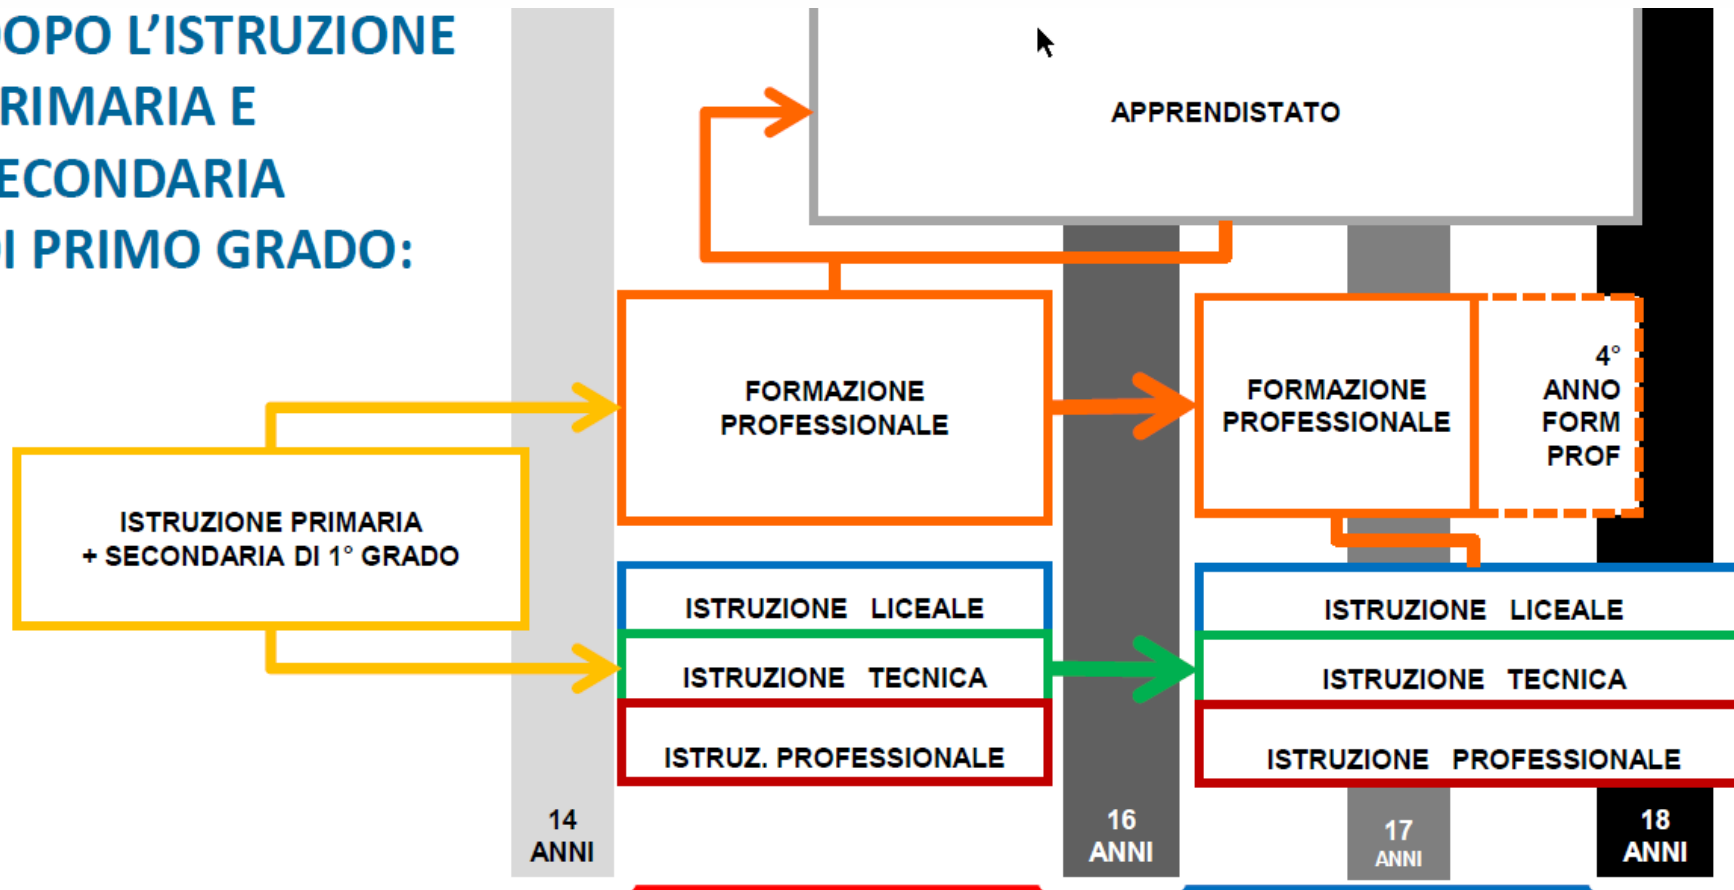 OPO L'ISTRUZIONE
RIMARIA E
ECONDARIA
I PRIMO GRADO:
APPRENDISTATO
FORMAZIONE
PROFESSIONALE
FORMAZIONE
PROFESSIONALE
4°
ANNO
FORM
PROF
ISTRUZIONE PRIMARIA
+ SECONDARIA DI 1° GRADO
ISTRUZIONE LICEALE
ISTRUZIONE TECNICA
ISTRUZ. PROFESSIONALE
ISTRUZIONE LICEALE
ISTRUZIONE TECNICA
ISTRUZIONE PROFESSIONALE
14
ANNI
16
ANNI
17
ANNI
18
ANNI